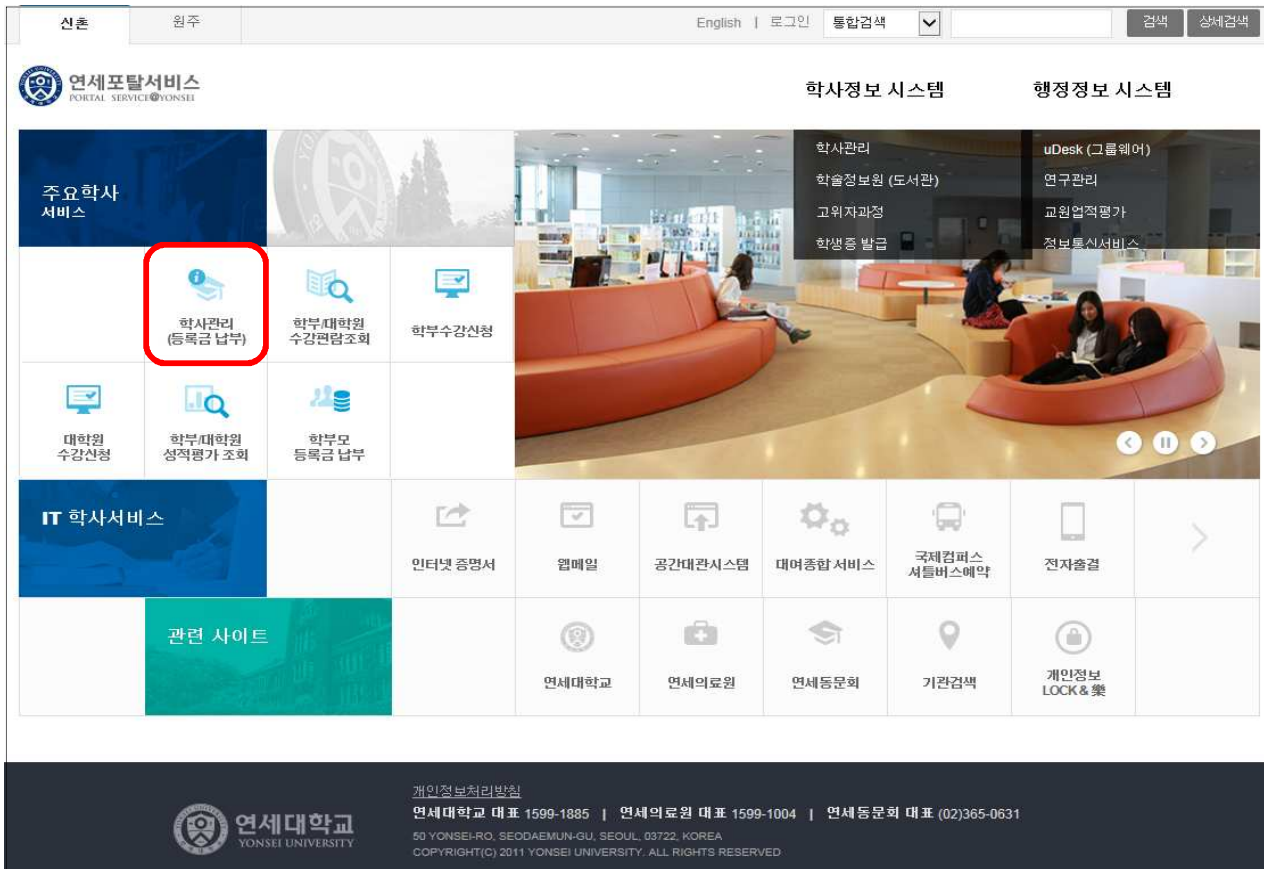 신촌
원주
English | 로그인 통합검색 검색 상세검색
연세포탈서비스
PORTAL SERVICE@YONSEI
학사정보 시스템
행정정보 시스템
학사관리
학술정보원 (도서관)
고위자과정
학생증 발급
uDesk (그룹웨어)
연구관리
교원업적평가
정보통신서비스
주요학사
서비스
학사관리
(등록금 납부)
학부/대학원
수강편람조회
학부수강신청
대학원
수강신청
학부/대학원
성적평가 조회
학부모
등록금 납부
IT 학사서비스
인터넷 증명서
웹메일
공간대관시스템
대여종합 서비스
국제캠퍼스
셔틀버스예약
전자출결
관련 사이트
연세대학교
연세의료원
연세동문회
기관검색
개인정보
LOCK & 樂
연세대학교
YONSEI UNIVERSITY
개인정보처리방침
연세대학교 대표 1599-1885 | 연세의료원 대표 1599-1004 | 연세동문회 대표 (02)365-0631
50 YONSEI-RO, SEODAEMUN-GU, SEOUL, 03722, KOREA
COPYRIGHT(C) 2011 YONSEI UNIVERSITY. ALL RIGHTS RESERVED